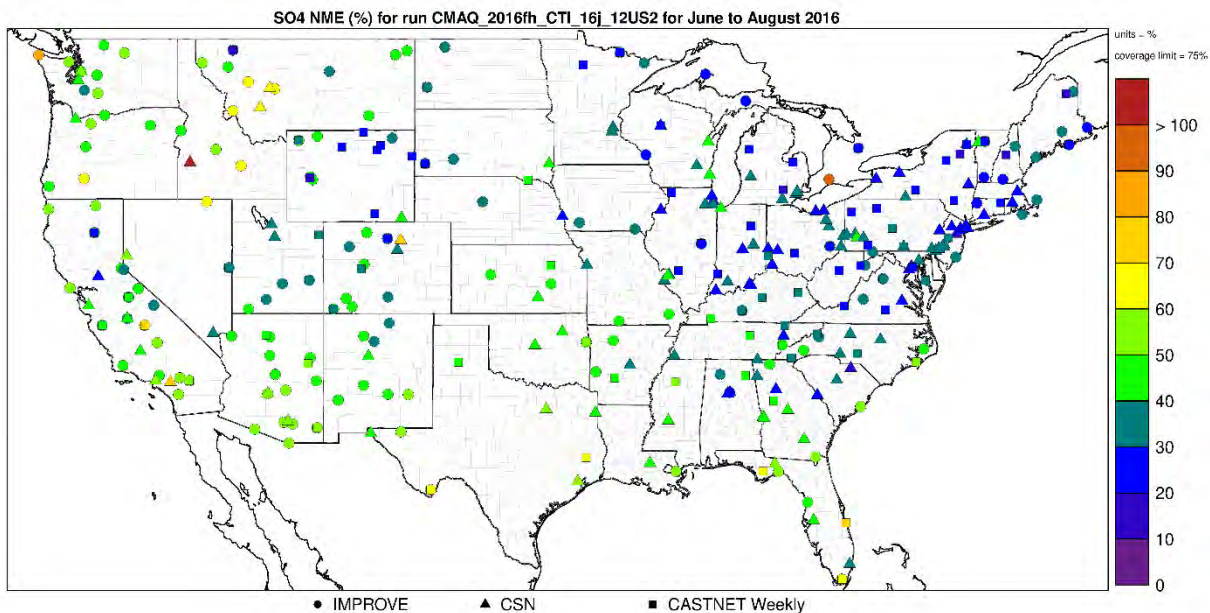 SO4 NME (%) for run CMAQ_2016fh_CTI_16j_12US2 for June to August 2016
units = %
coverage limit = 75%
> 100
90
80
70
60
50
40
30
20
10
0
IMPROVE CSN CASTNET Weekly